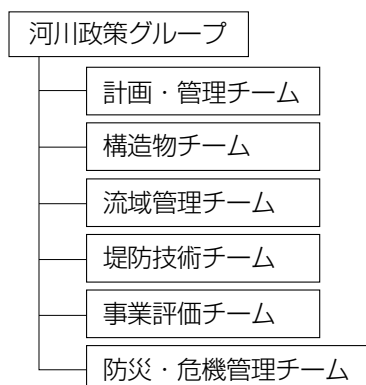 河川政策グループ
計画・管理チーム
構造物チーム
流域管理チーム
堤防技術チーム
事業評価チーム
防災・危機管理チーム